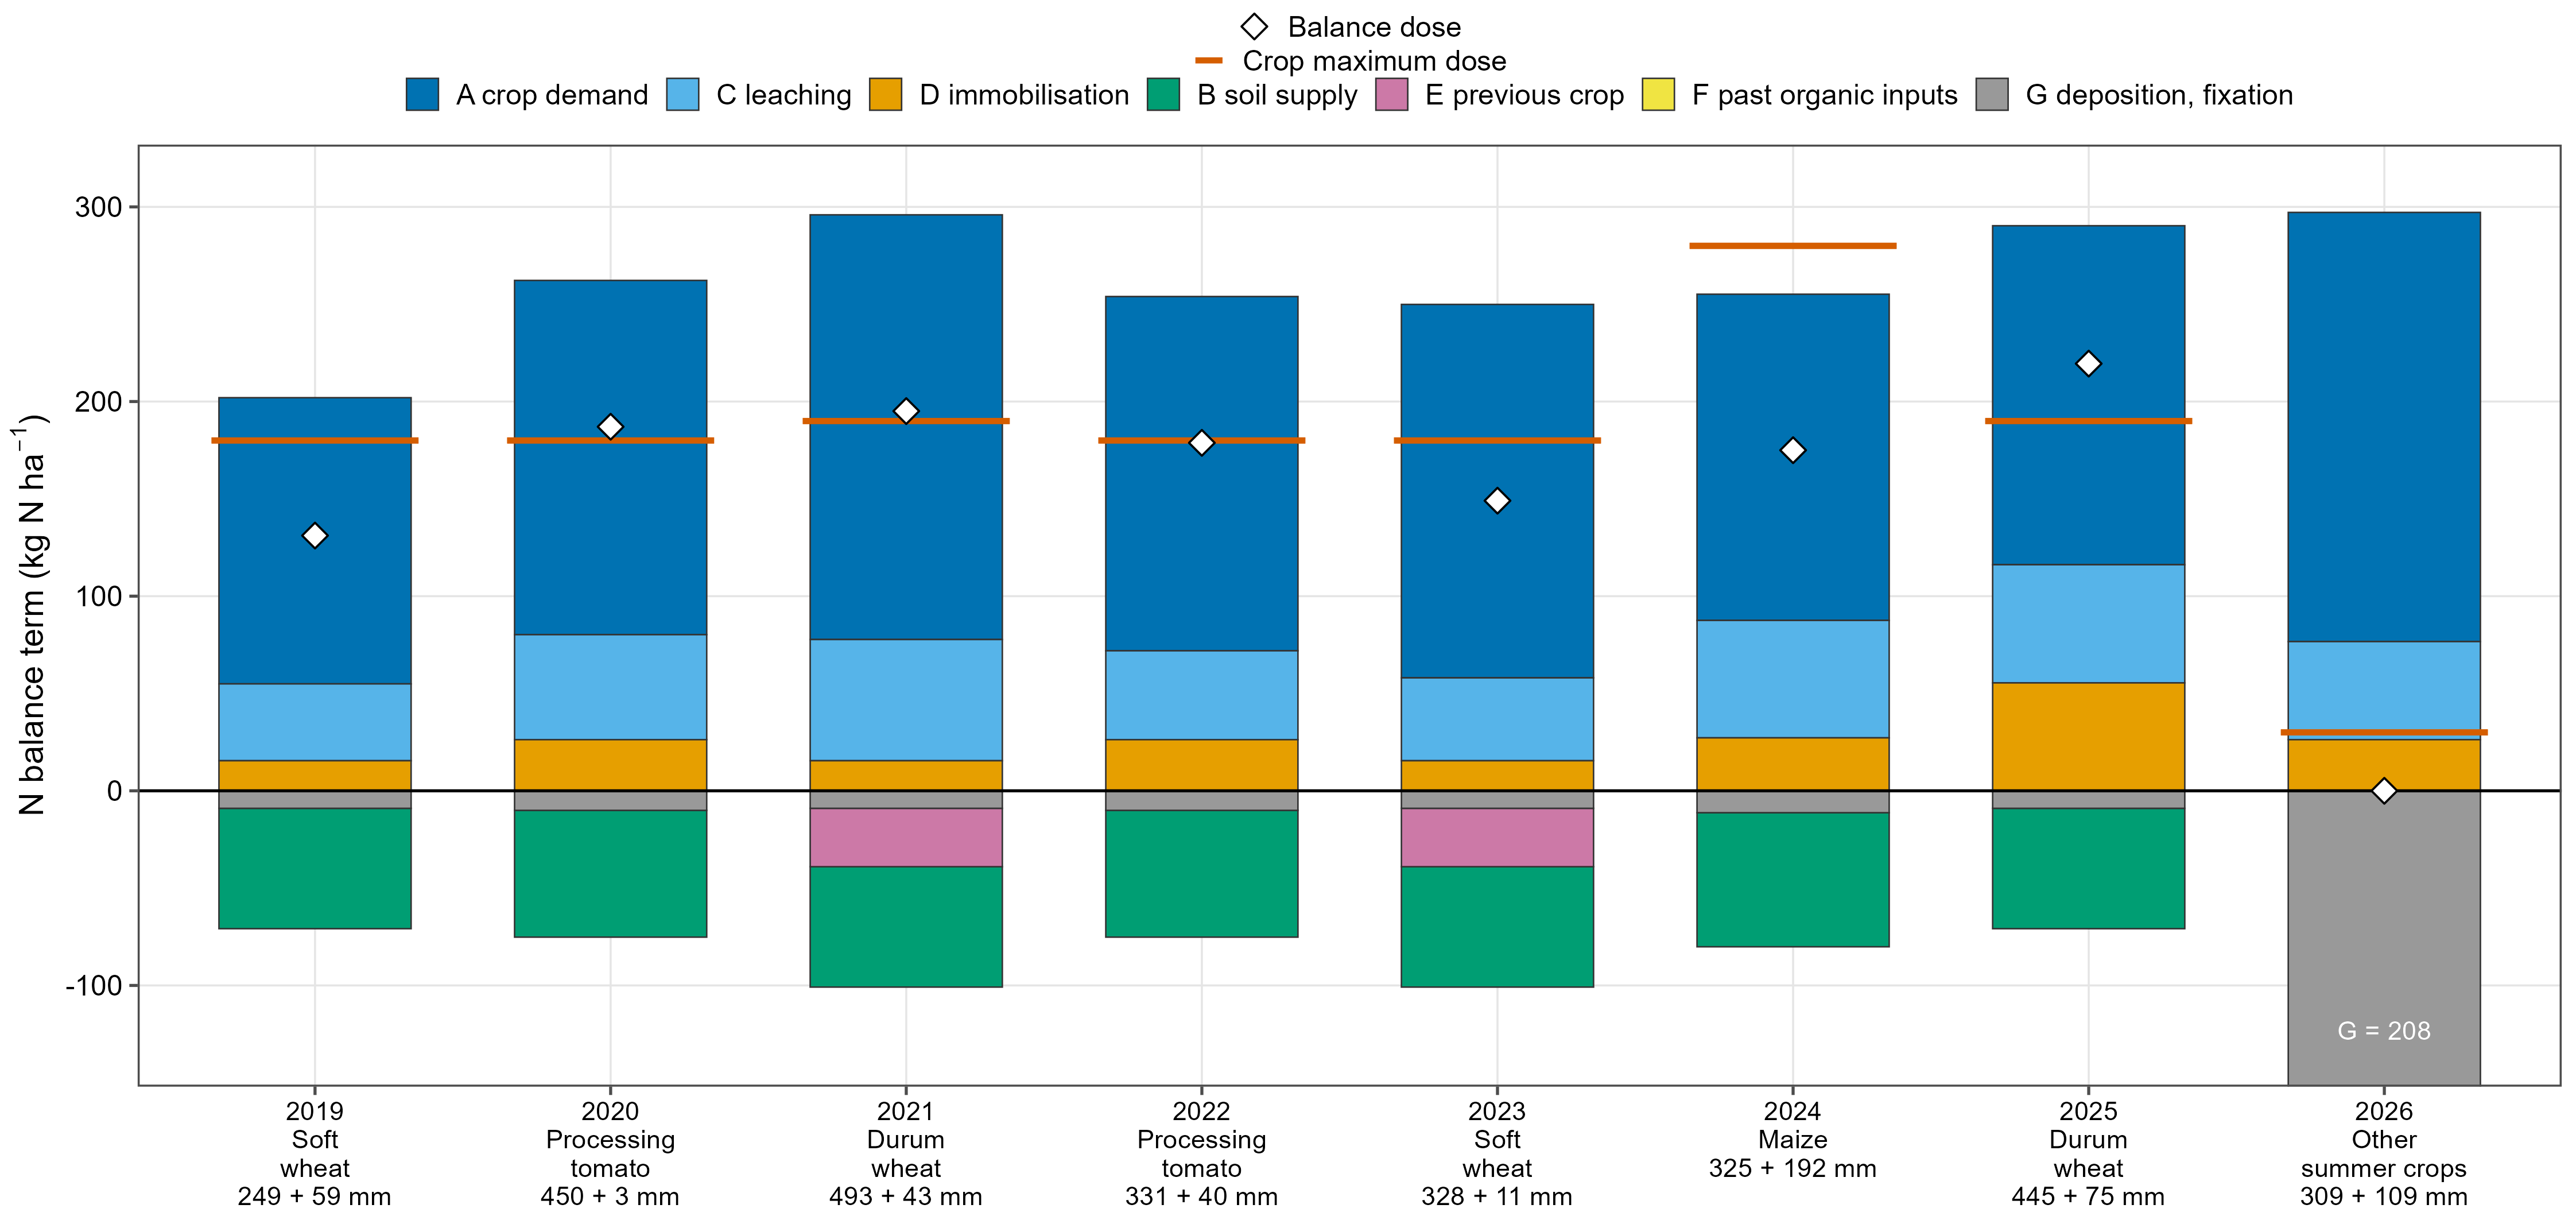 Balance dose
Crop maximum dose
A crop demand C leaching D immobilisation B soil supply E previous crop F past organic inputs G deposition, fixation
N balance term (kg N ha⁻¹)
300
200
100
0
-100
G = 208
2019 2020 2021 2022 2023 2024 2025 2026
Soft Processing Durum Processing Soft Maize Durum Other
wheat tomato wheat tomato wheat 325 + 192 mm wheat summer crops
249 + 59 mm 450 + 3 mm 493 + 43 mm 331 + 40 mm 328 + 11 mm 445 + 75 mm 309 + 109 mm